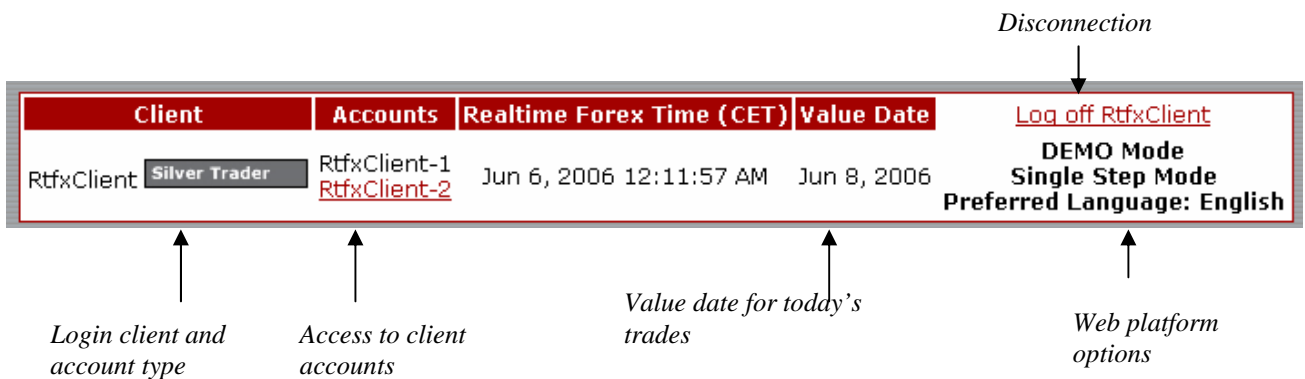 Disconnection
Client Accounts Realtime Forex Time (CET) Value Date Log off RtfxClient
RtfxClient Silver Trader RtfxClient-1 Jun 6, 2006 12:11:57 AM Jun 8, 2006 DEMO Mode
RtfxClient-2 Single Step Mode
Preferred Language: English
Login client and
account type
Access to client
accounts
Value date for today's
trades
Web platform
options